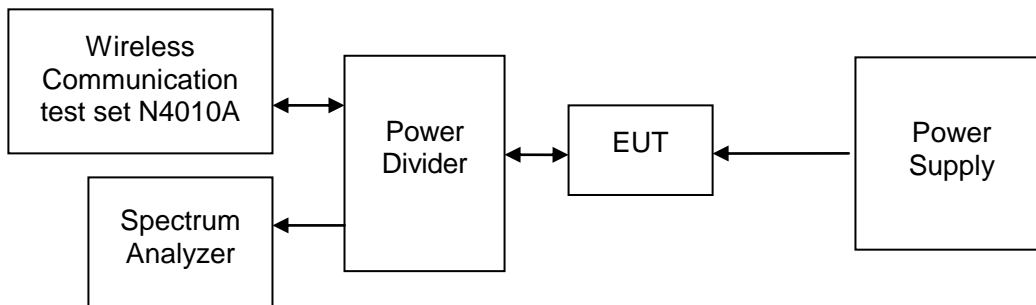 Wireless
Communication
test set N4010A
Power
Divider
EUT
Power
Supply
Spectrum
Analyzer